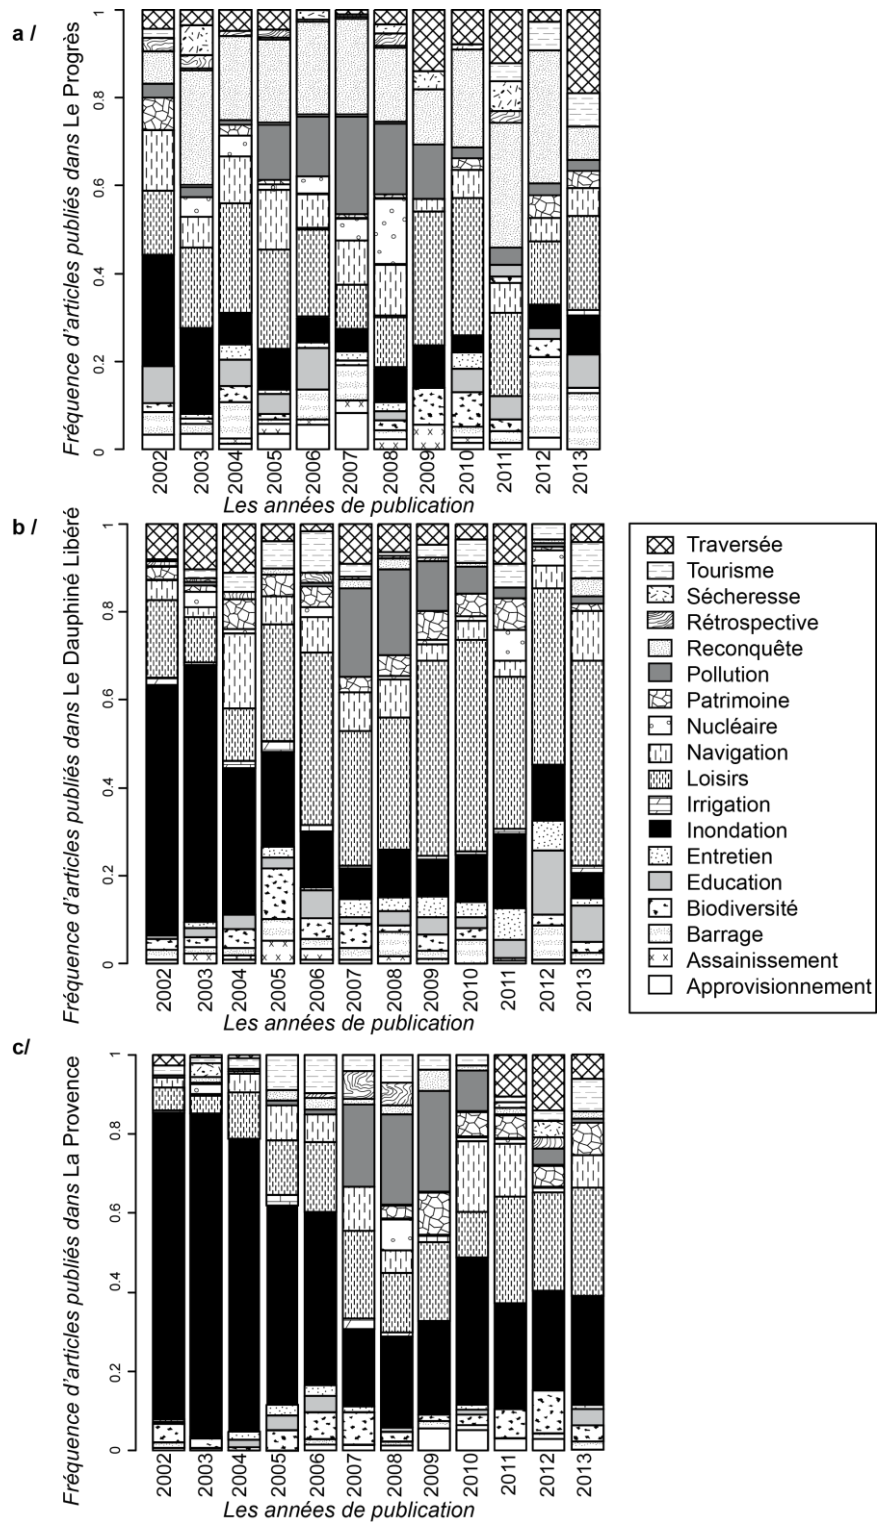 a /
Fréquence d'articles publiés dans Le Progrès
1
0.8
0.6
0.4
0.2
0
2002 2003 2004 2005 2006 2007 2008 2009 2010 2011 2012 2013
Les années de publication
b /
Fréquence d'articles publiés dans Le Dauphiné Libéré
1
0.8
0.6
0.4
0.2
0
2002 2003 2004 2005 2006 2007 2008 2009 2010 2011 2012 2013
Les années de publication
Traversée
Tourisme
Sécheresse
Rétrospective
Reconquête
Pollution
Patrimoine
Nucléaire
Navigation
Loisirs
Irrigation
Inondation
Entretien
Education
Biodiversité
Barrage
Assainissement
Approvisionnement
c/
Fréquence d'articles publiés dans La Provence
1
0.8
0.6
0.4
0.2
0
2002 2003 2004 2005 2006 2007 2008 2009 2010 2011 2012 2013
Les années de publication